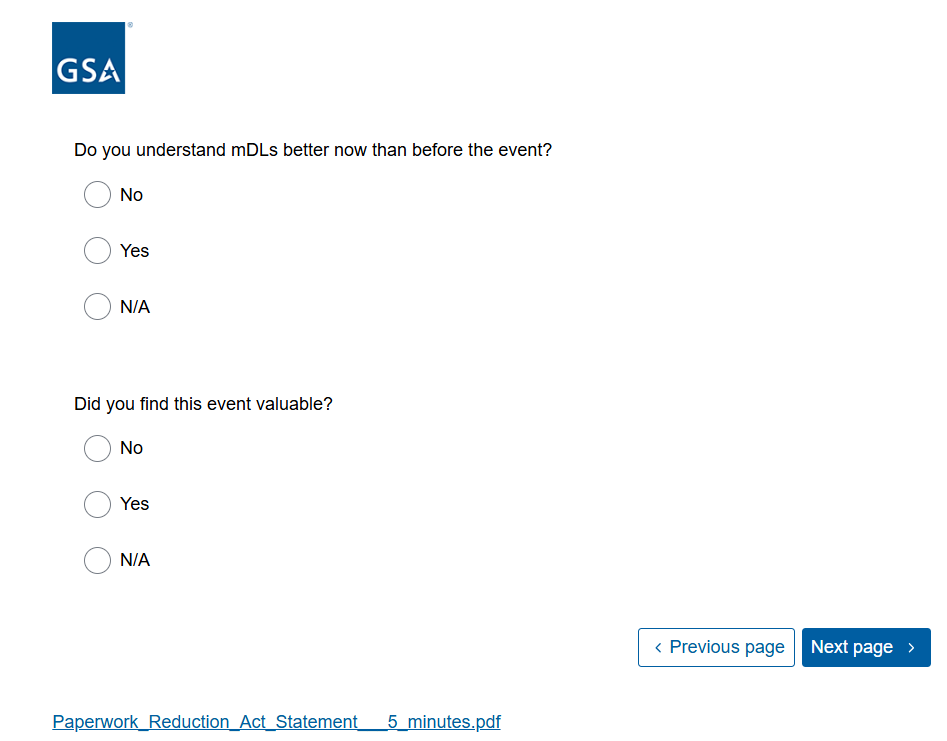 GSA®
Do you understand mDLs better now than before the event?
No
Yes
N/A
Did you find this event valuable?
No
Yes
N/A
‹ Previous page
Next page ›
Paperwork_Reduction_Act_Statement___5_minutes.pdf